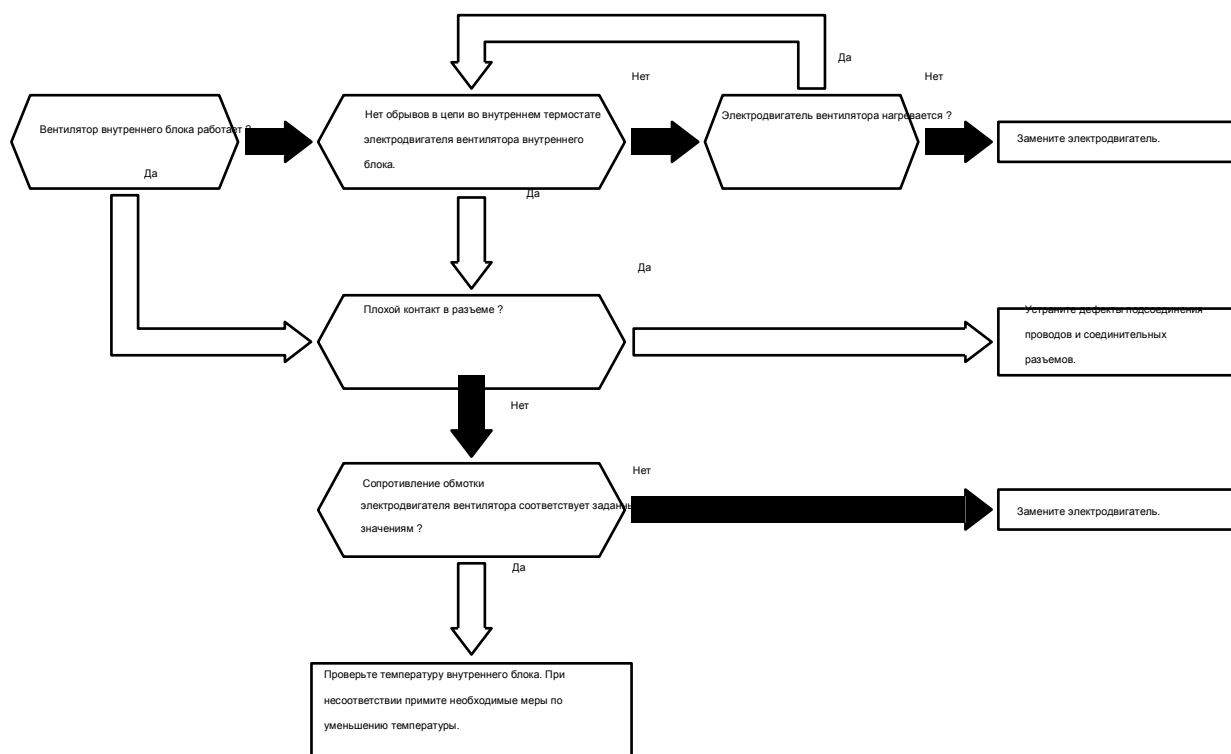 Да
Нет
Нет
Вентилятор внутреннего блока работает ?
Да
Нет обрывов в цепи во внутреннем термостате
электродвигателя вентилятора внутреннего
блока.
Электродвигатель вентилятора нагревается ?
Замените электродвигатель.
Да
Да
Плохой контакт в разъеме ?
Устраните дефекты подсоединения
проводов и соединительных
разъемов.
Нет
Нет
Сопротивление обмотки
электродвигателя вентилятора соответствует
значениям ?
Замените электродвигатель.
Да
Проверьте температуру внутреннего блока. При
несоответствии примите необходимые меры по
уменьшению температуры.